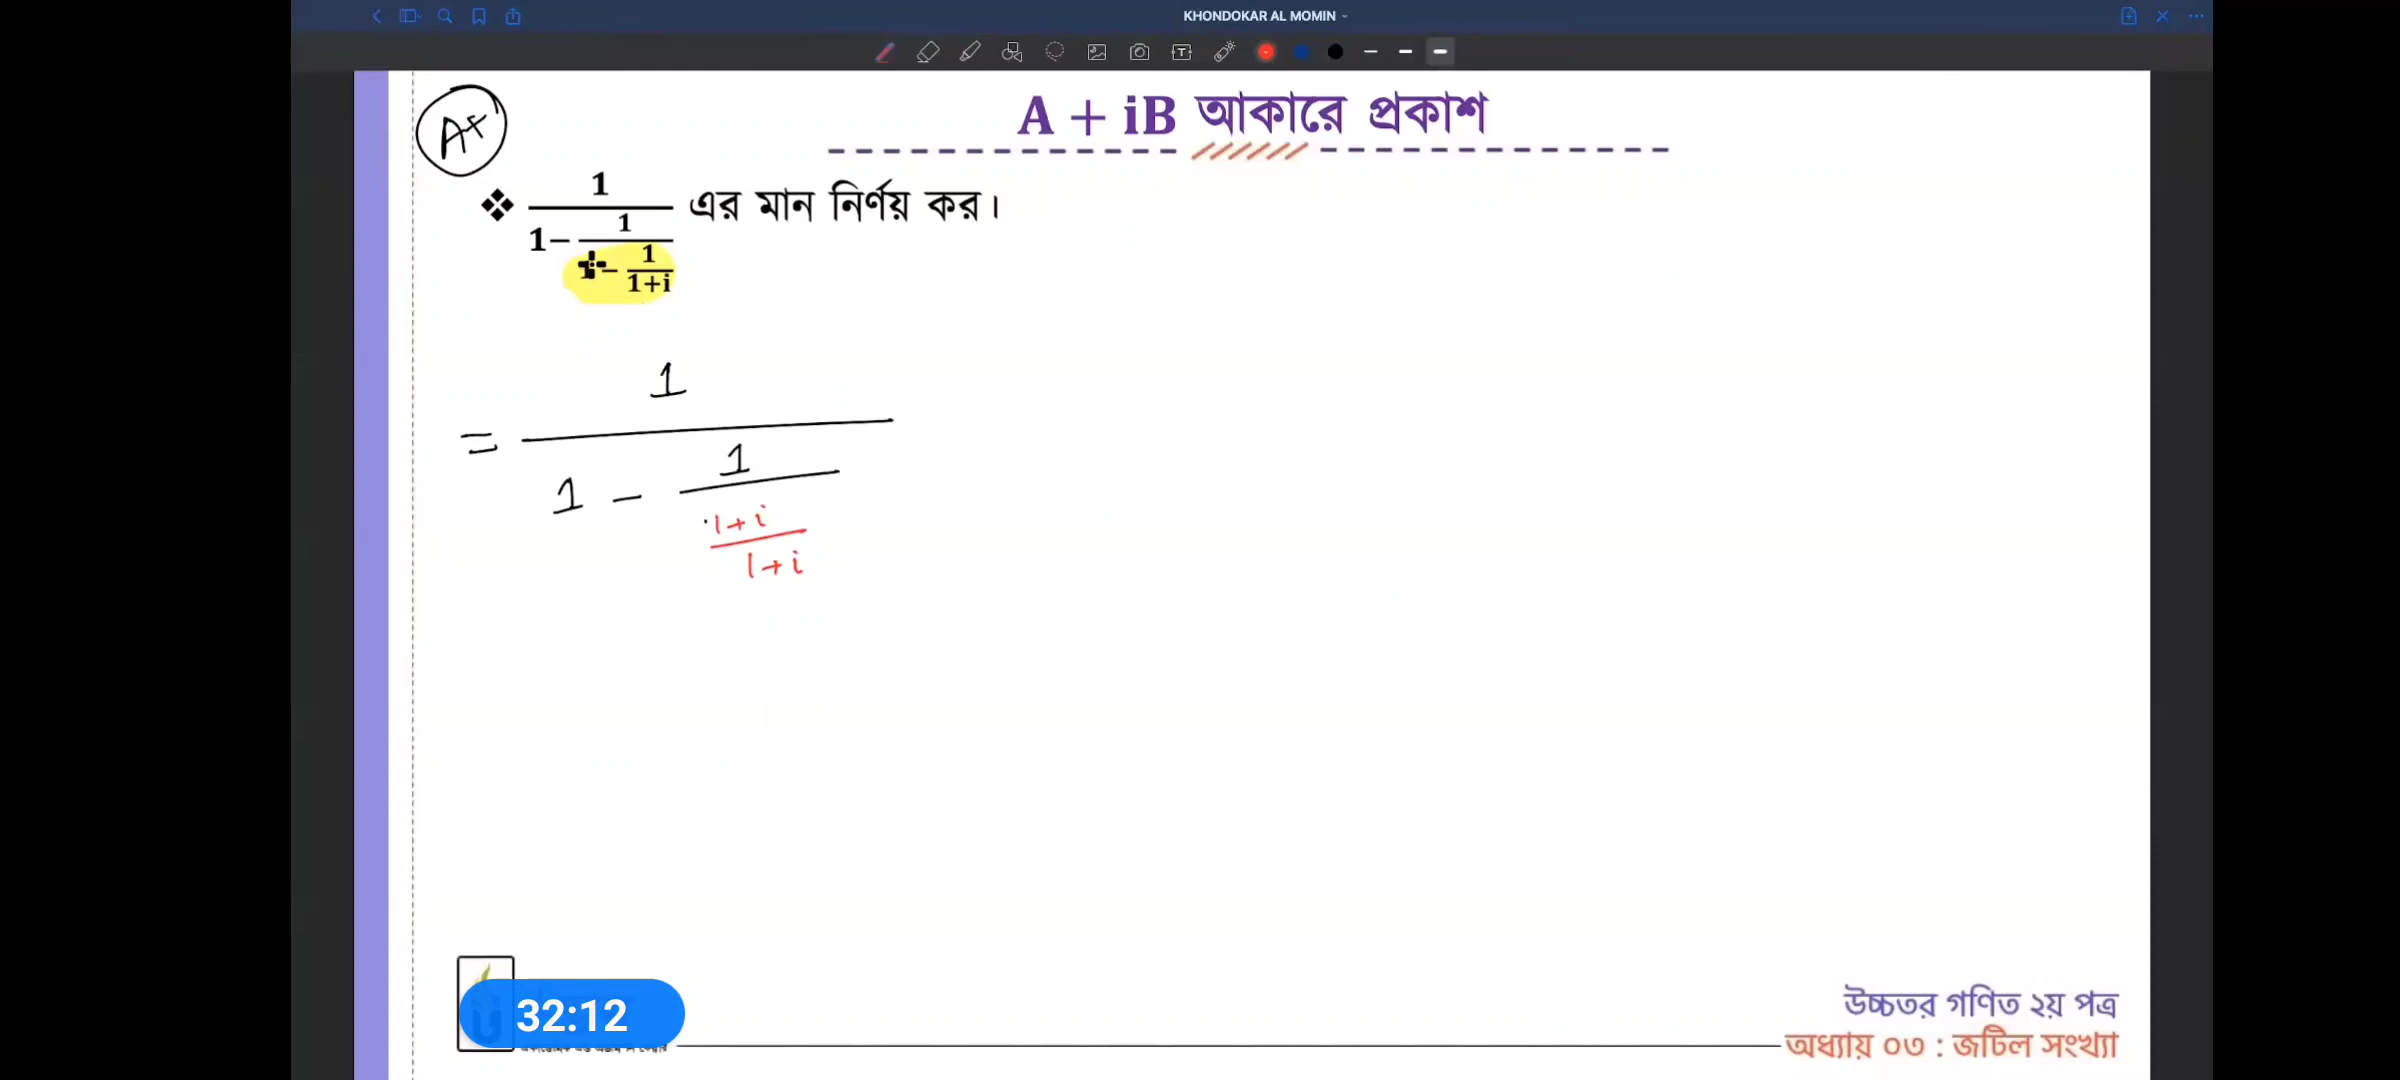 KHONDOKAR AL MOMIN
A+
A + iB আকারে প্রকাশ
❖ 1/(1−1/(1−1/(1+i))) এর মান নির্ণয় কর।
= 1/(1 − 1/((1+i)/(1+i)))
32:12
উচ্চতর গণিত ২য় পত্র
অধ্যায় ০৩ : জটিল সংখ্যা